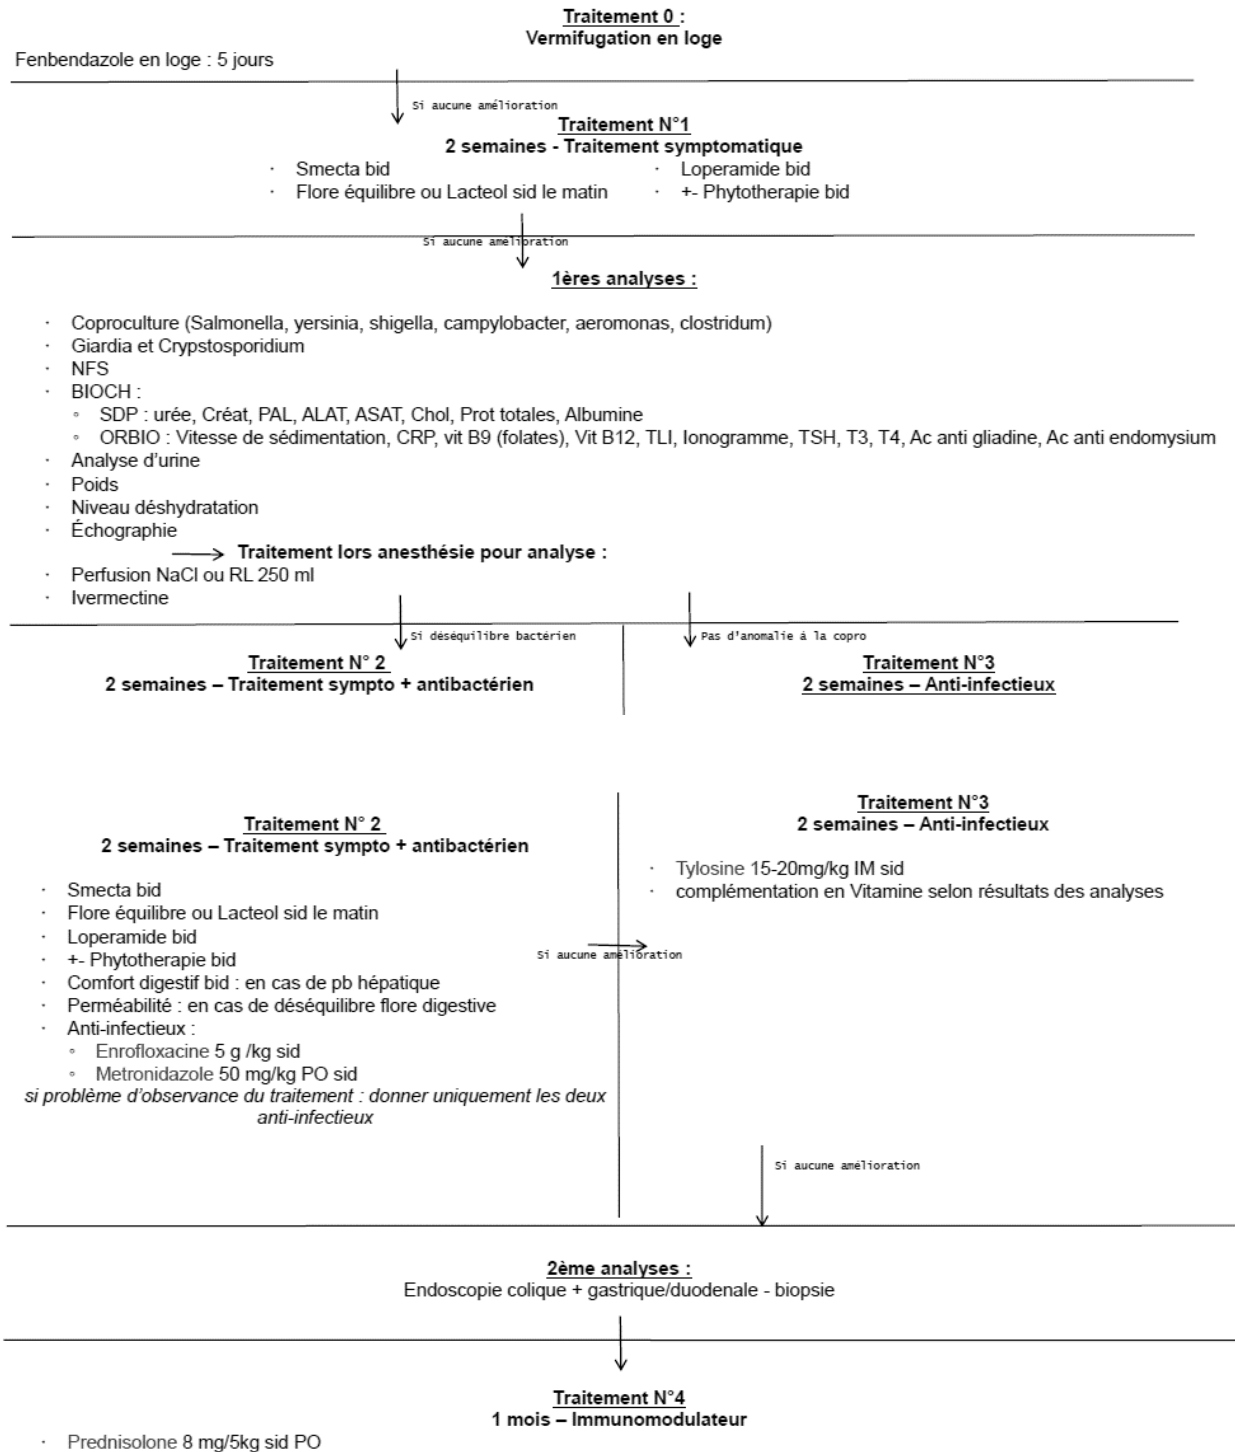 Traitement 0 :
Vermifugation en loge
Fenbendazole en loge : 5 jours
Si aucune amélioration
Traitement N°1
2 semaines - Traitement symptomatique
· Smecta bid
· Flore équilibre ou Lacteol sid le matin
· Loperamide bid
· +- Phytotherapie bid
Si aucune amélioration
1ères analyses :
· Coproculture (Salmonella, yersinia, shigella, campylobacter, aeromonas, clostridum)
· Giardia et Crypstosporidium
· NFS
· BIOCH :
◦ SDP : urée, Créat, PAL, ALAT, ASAT, Chol, Prot totales, Albumine
◦ ORBIO : Vitesse de sédimentation, CRP, vit B9 (folates), Vit B12, TLI, Ionogramme, TSH, T3, T4, Ac anti gliadine, Ac anti endomysium
· Analyse d'urine
· Poids
· Niveau déshydratation
· Échographie
Traitement lors anesthésie pour analyse :
· Perfusion NaCl ou RL 250 ml
· Ivermectine
Si déséquilibre bactérien
Pas d'anomalie à la copro
Traitement N° 2
2 semaines – Traitement sympto + antibactérien
Traitement N°3
2 semaines – Anti-infectieux
Traitement N° 2
2 semaines – Traitement sympto + antibactérien
· Smecta bid
· Flore équilibre ou Lacteol sid le matin
· Loperamide bid
· +- Phytotherapie bid
· Comfort digestif bid : en cas de pb hépatique
· Perméabilité : en cas de déséquilibre flore digestive
· Anti-infectieux :
◦ Enrofloxacine 5 g /kg sid
◦ Metronidazole 50 mg/kg PO sid
si problème d'observance du traitement : donner uniquement les deux
anti-infectieux
Si aucune amélioration
Traitement N°3
2 semaines – Anti-infectieux
· Tylosine 15-20mg/kg IM sid
· complémentation en Vitamine selon résultats des analyses
Si aucune amélioration
2ème analyses :
Endoscopie colique + gastrique/duodenale - biopsie
Traitement N°4
1 mois – Immunomodulateur
· Prednisolone 8 mg/5kg sid PO